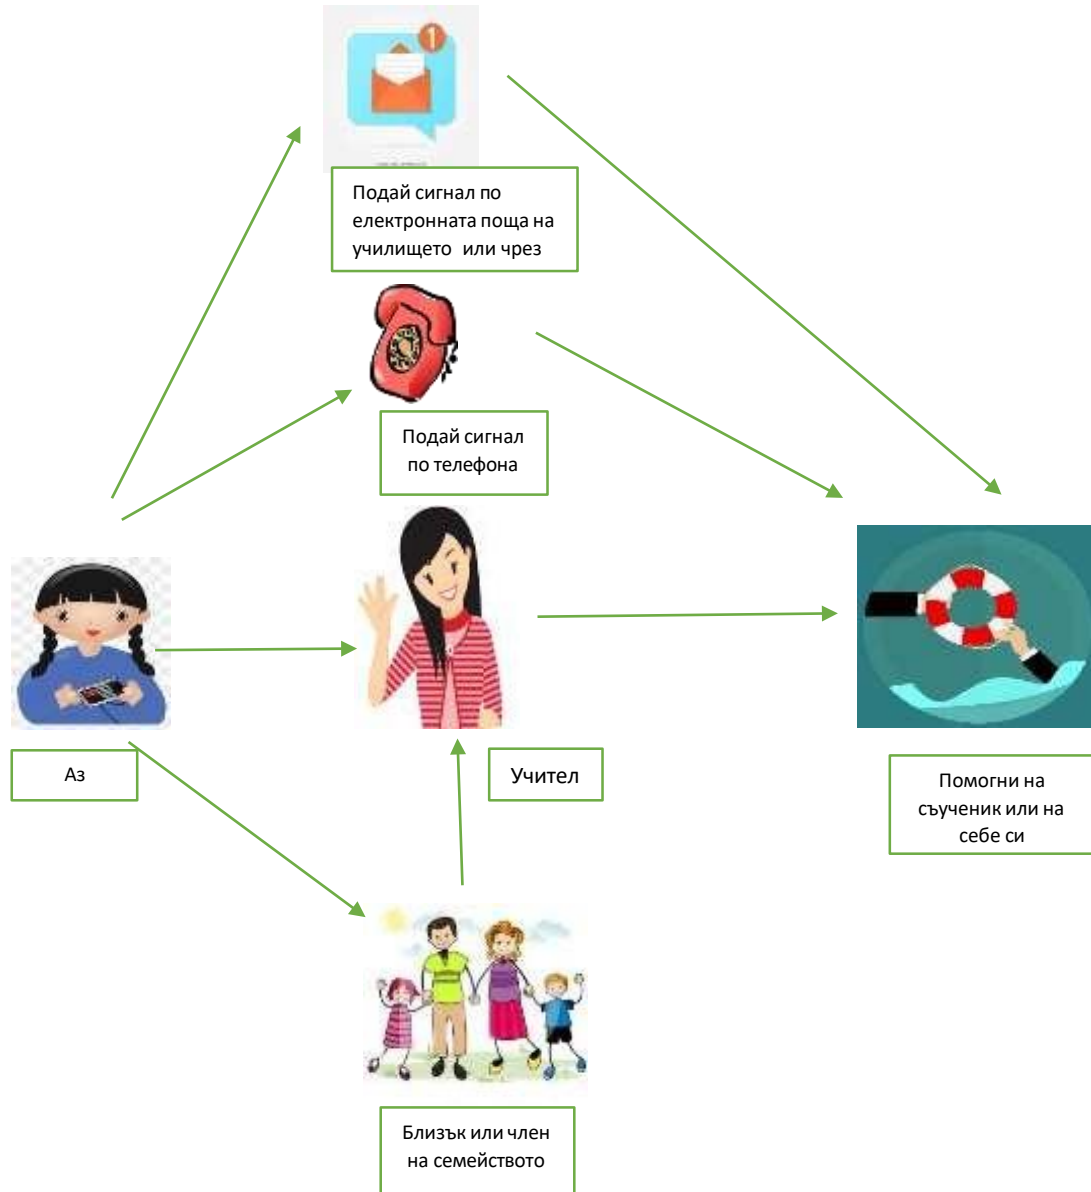 1
Подай сигнал по
електронната поща на
училището или чрез
Подай сигнал
по телефона
Аз
Учител
Помогни на
съученик или на
себе си
Близък или член
на семейството